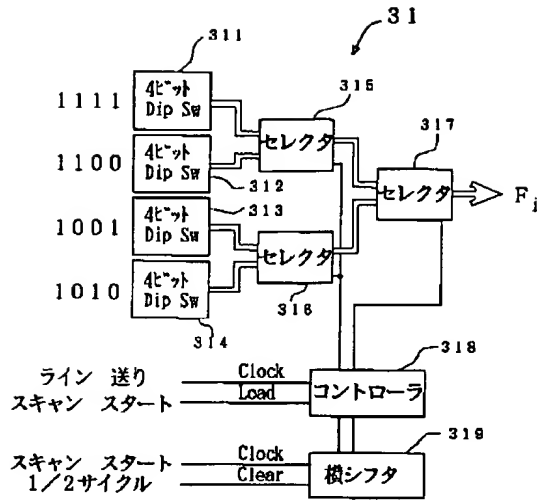 31
311
1111
4ビット
Dip Sw
315
セレクタ
317
セレクタ
Fj
1100
4ビット
Dip Sw
312
1001
4ビット
Dip Sw
313
セレクタ
316
1010
4ビット
Dip Sw
314
318
ライン 送り
Clock
コントローラ
スキャン スタート
Load
319
スキャン スタート
Clock
横シフタ
1/2サイクル
Clear